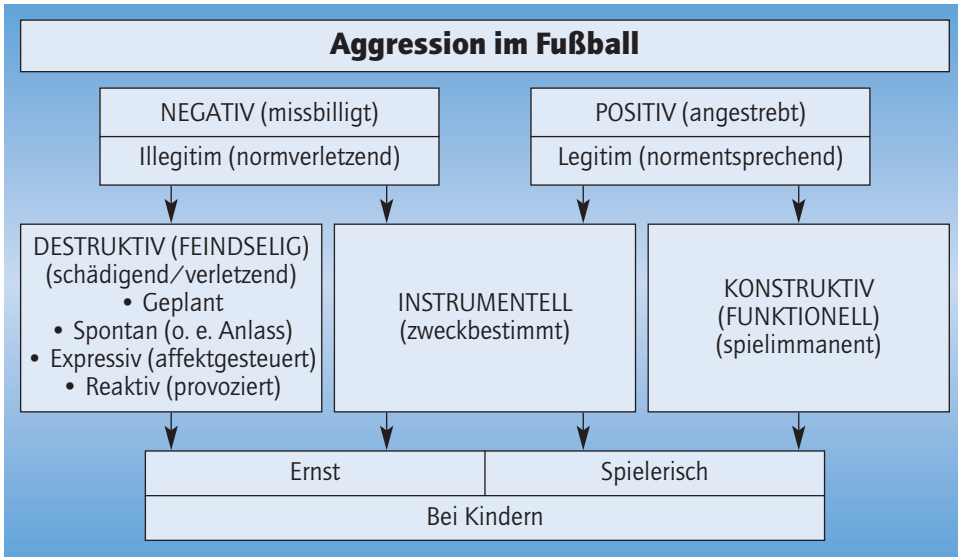 Aggression im Fußball
NEGATIV (missbilligt)
Illegitim (normverletzend)
POSITIV (angestrebt)
Legitim (normentsprechend)
DESTRUKTIV (FEINDSELIG)
(schädigend/verletzend)
• Geplant
• Spontan (o. e. Anlass)
• Expressiv (affektgesteuert)
• Reaktiv (provoziert)
INSTRUMENTELL
(zweckbestimmt)
KONSTRUKTIV
(FUNKTIONELL)
(spielimmanent)
Ernst
Spielerisch
Bei Kindern